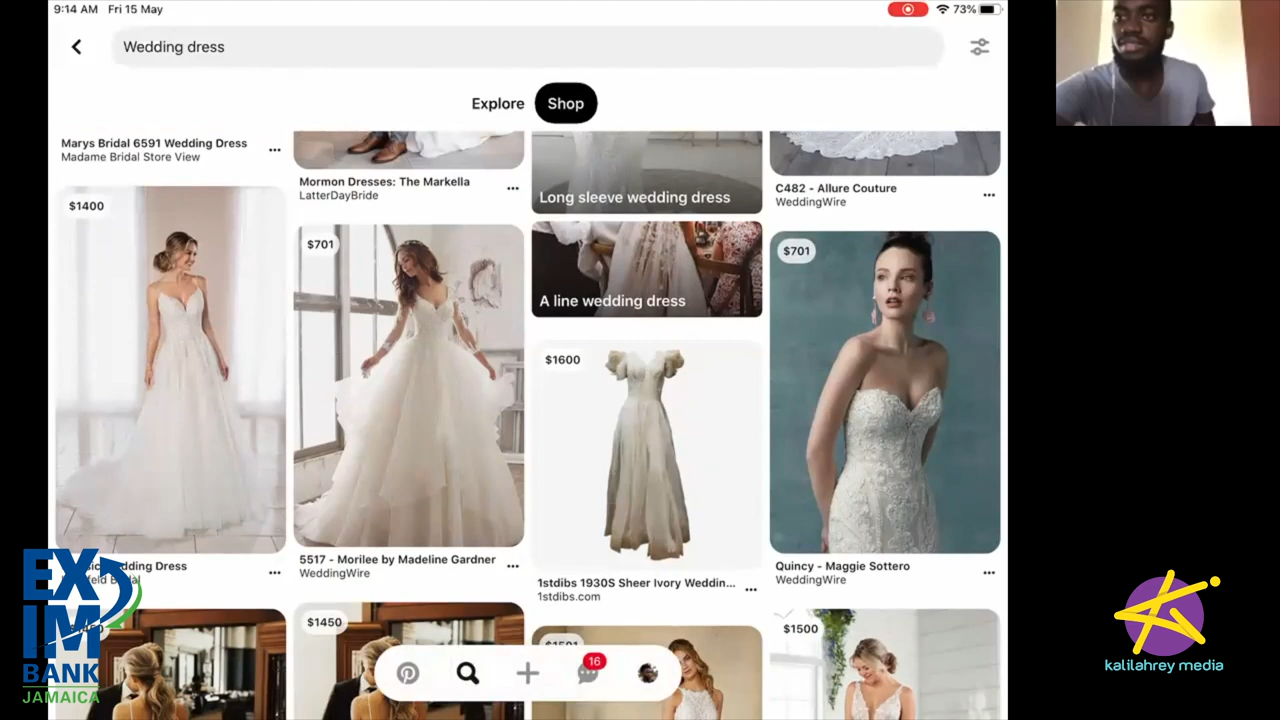 9:14 AM Fri 15 May
73%
Wedding dress
Explore
Shop
Marys Bridal 6591 Wedding Dress
Madame Bridal Store View
Mormon Dresses: The Markella
LatterDayBride
Long sleeve wedding dress
C482 - Allure Couture
WeddingWire
$1400
$701
A line wedding dress
$701
$1600
5517 - Morilee by Madeline Gardner
WeddingWire
1stdibs 1930S Sheer Ivory Weddin...
1stdibs.com
Quincy - Maggie Sottero
WeddingWire
dding Dress
$1450
$1500
16
EX
IM
BANK
JAMAICA
kalilahrey media